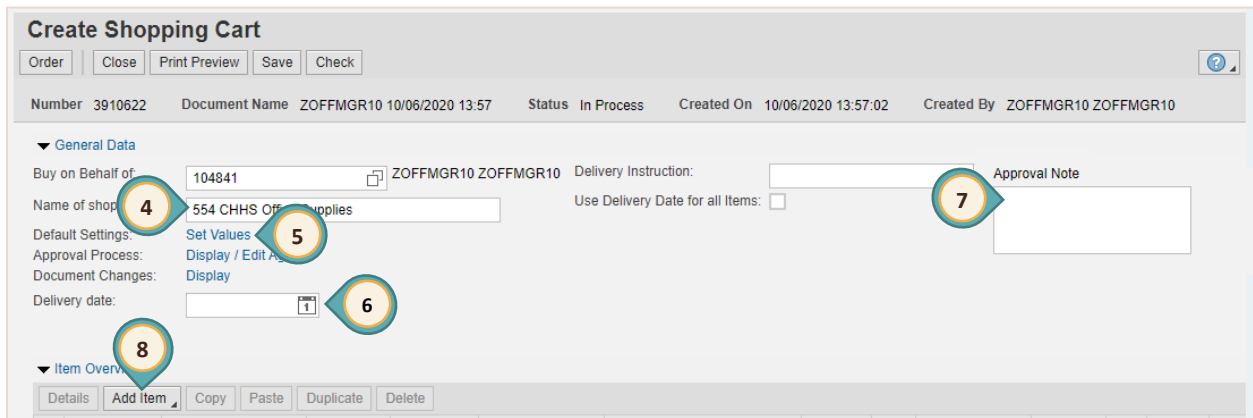 Create Shopping Cart
Order Close Print Preview Save Check
Number 3910622 Document Name ZOFFMGR10 10/06/2020 13:57 Status In Process Created On 10/06/2020 13:57:02 Created By ZOFFMGR10 ZOFFMGR10
General Data
Buy on Behalf of: 104841 ZOFFMGR10 ZOFFMGR10 Delivery Instruction: Approval Note
Name of shop 4 554 CHHS Off upplies Use Delivery Date for all Items: 7
Default Settings: Set Values 5
Approval Process: Display / Edit
Document Changes: Display
Delivery date: 1 6
8
Item Overv
Details Add Item Copy Paste Duplicate Delete